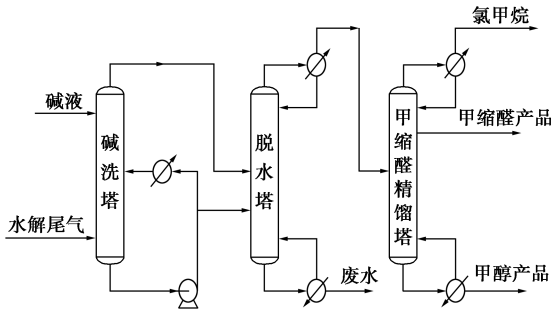 氯甲烷
碱液
甲缩醛产品
碱洗塔
脱水塔
甲缩醛精馏塔
水解尾气
废水
甲醇产品